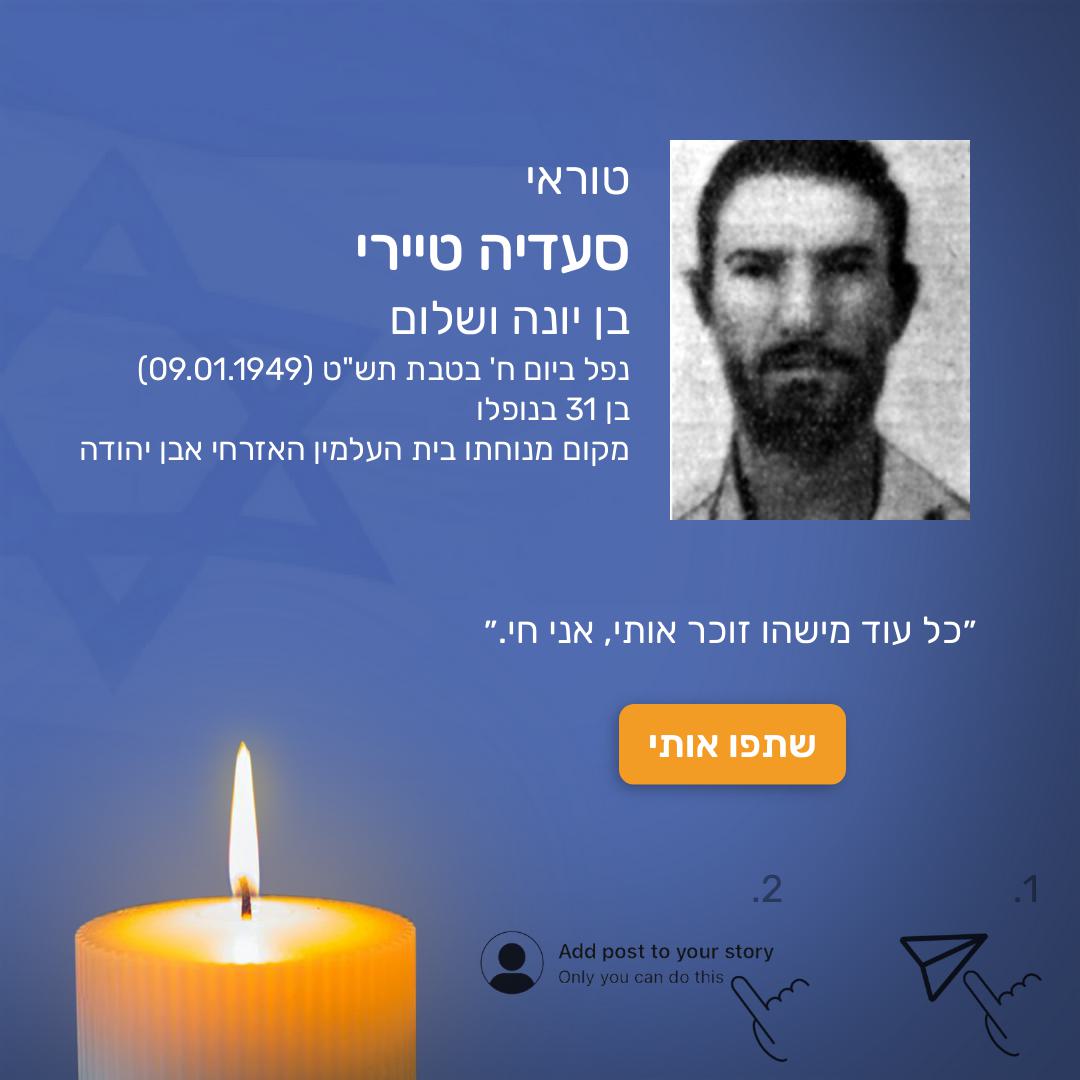 טוראי
סעדיה טיירי
בן יונה ושלום
נפל ביום ח' בטבת תש"ט (09.01.1949)
בן 31 בנופלו
מקום מנוחתו בית העלמין האזרחי אבן יהודה
״כל עוד מישהו זוכר אותי, אני חי.״
שתפו אותי
.1
.2
Add post to your story
Only you can do this